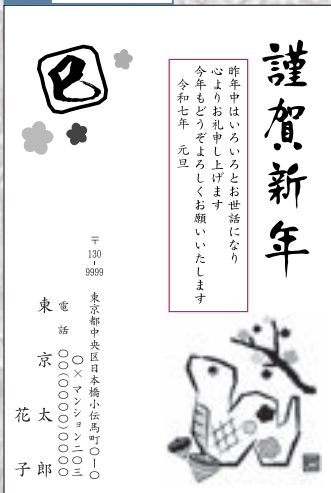 謹賀新年
昨年中はいろいろとお世話になり
心よりお礼申し上げます
今年もどうぞよろしくお願いいたします
令和七年　元旦
巳
〒130-9999
東京都中央区日本橋小伝馬町〇ー〇
〇×マンション二〇三
電話　〇〇(〇〇〇〇)〇〇〇〇
東京　太郎
花子